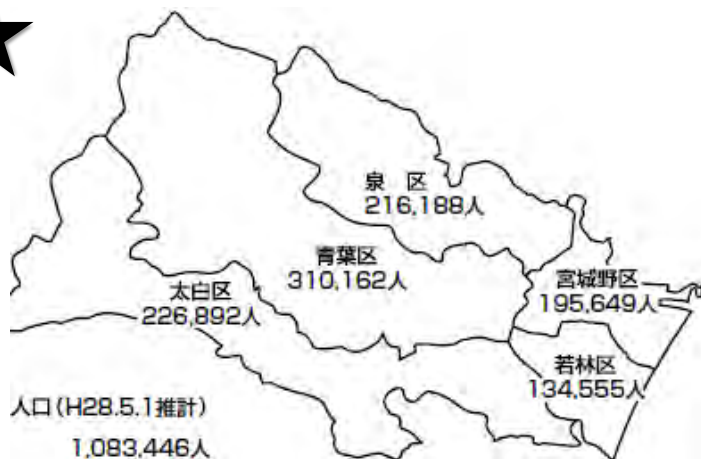 泉 区
216,188人
青葉区
310,162人
太白区
226,892人
宮城野区
195,649人
若林区
134,555人
人口(H28.5.1推計)
1,083,446人